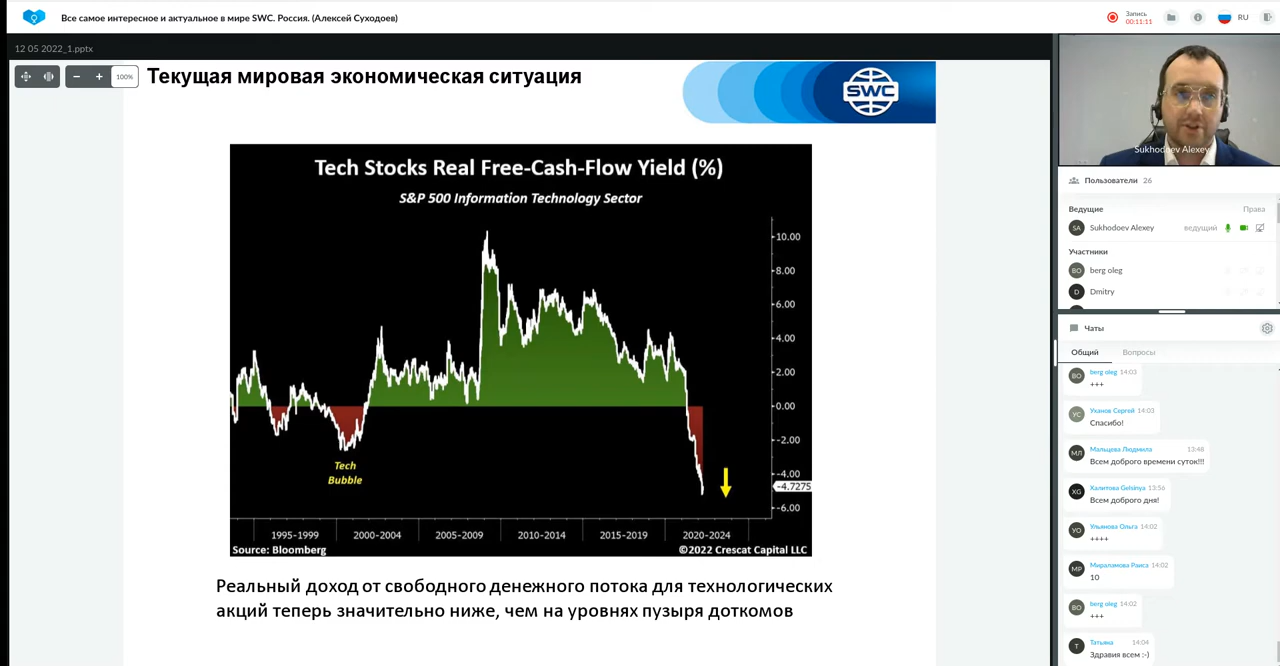 Все самое интересное и актуальное в мире SWC. Россия. (Алексей Суходоев)
Запись
00:11:11
RU
12 05 2022_1.pptx
100%
Текущая мировая экономическая ситуация
SWC
Tech Stocks Real Free-Cash-Flow Yield (%)
S&P 500 Information Technology Sector
10.00
8.00
6.00
4.00
2.00
0.00
-2.00
-4.00
-4.7275
-6.00
Tech
Bubble
1995-1999 2000-2004 2005-2009 2010-2014 2015-2019 2020-2024
Source: Bloomberg ©2022 Crescat Capital LLC
Реальный доход от свободного денежного потока для технологических
акций теперь значительно ниже, чем на уровнях пузыря доткомов
Sukhodoev Alexey
Пользователи 26
Ведущие Права
SA Sukhodoev Alexey ведущий
Участники
BO berg oleg
D Dmitry
Чаты
Общий Вопросы
BO berg oleg 14:03
+++
УС Уханов Сергей 14:03
Спасибо!
МЛ Мальцева Людмила 13:48
Всем доброго времени суток!!!
XG Халитова Gelsinya 13:56
Всем доброго дня!
УО Ульянова Ольга 14:02
++++
МР Мираламова Раиса 14:02
10
BO berg oleg 14:02
+++
Т Татьяна 14:04
Здравия всем :-)